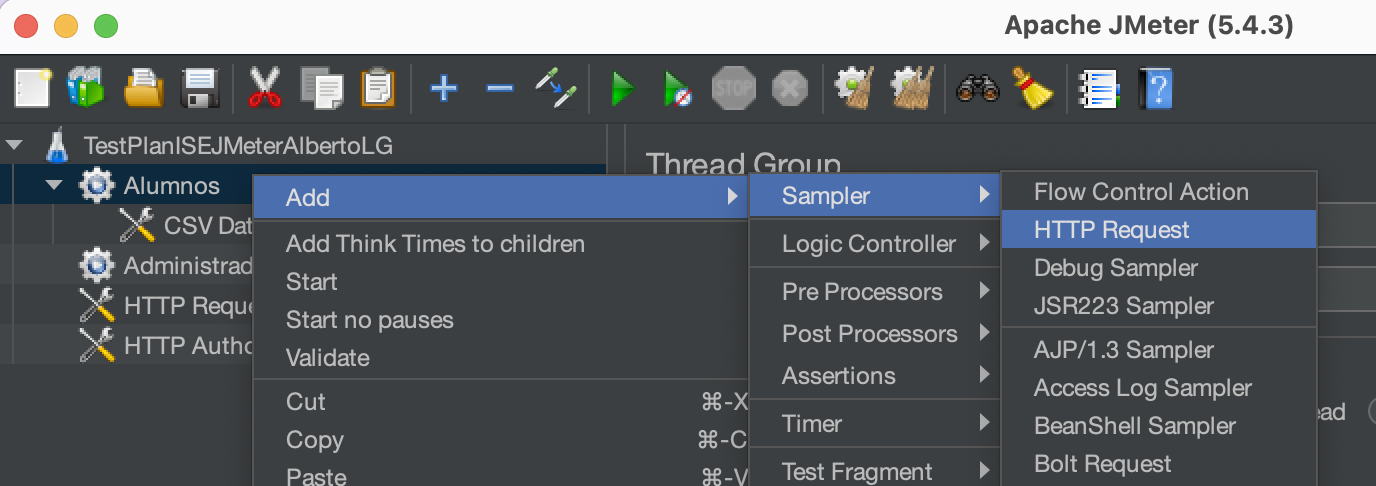 Apache JMeter (5.4.3)
STOP
TestPlanISEJMeterAlbertoLG
Thread Group
Alumnos
CSV Dat
Administrad
HTTP Reque
HTTP Autho
Add
Add Think Times to children
Start
Start no pauses
Validate
Cut ⌘-X
Copy ⌘-C
Paste ⌘-V
Sampler
Logic Controller
Pre Processors
Post Processors
Assertions
Timer
Test Fragment
Flow Control Action
HTTP Request
Debug Sampler
JSR223 Sampler
AJP/1.3 Sampler
Access Log Sampler
BeanShell Sampler
Bolt Request
ead